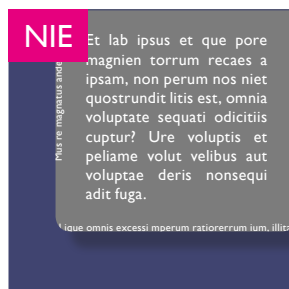 NIE
Et lab ipsus et que pore
magnien torrum recaes a
ipsam, non perum nos niet
quostrundit litis est, omnia
voluptate sequati odicitiis
cuptur? Ure voluptis et
peliame volut velibus aut
voluptae deris nonsequi
adit fuga.
Mus re magnatus ande
ique omnis excessi mperum ratiorerrum ium, illita